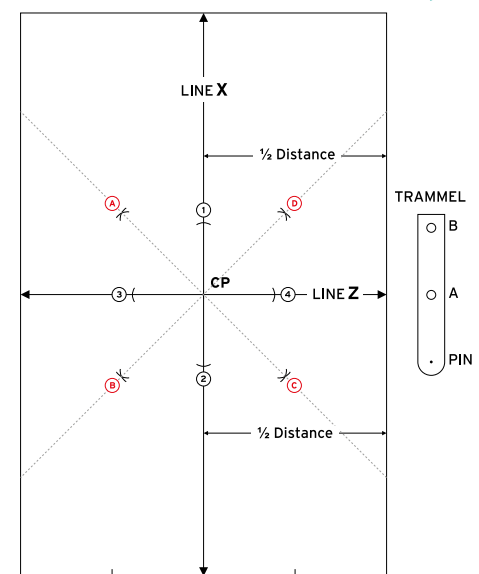 LINE X
½ Distance
TRAMMEL
A
D
1
B
CP
3
4
LINE Z
A
2
B
C
PIN
½ Distance